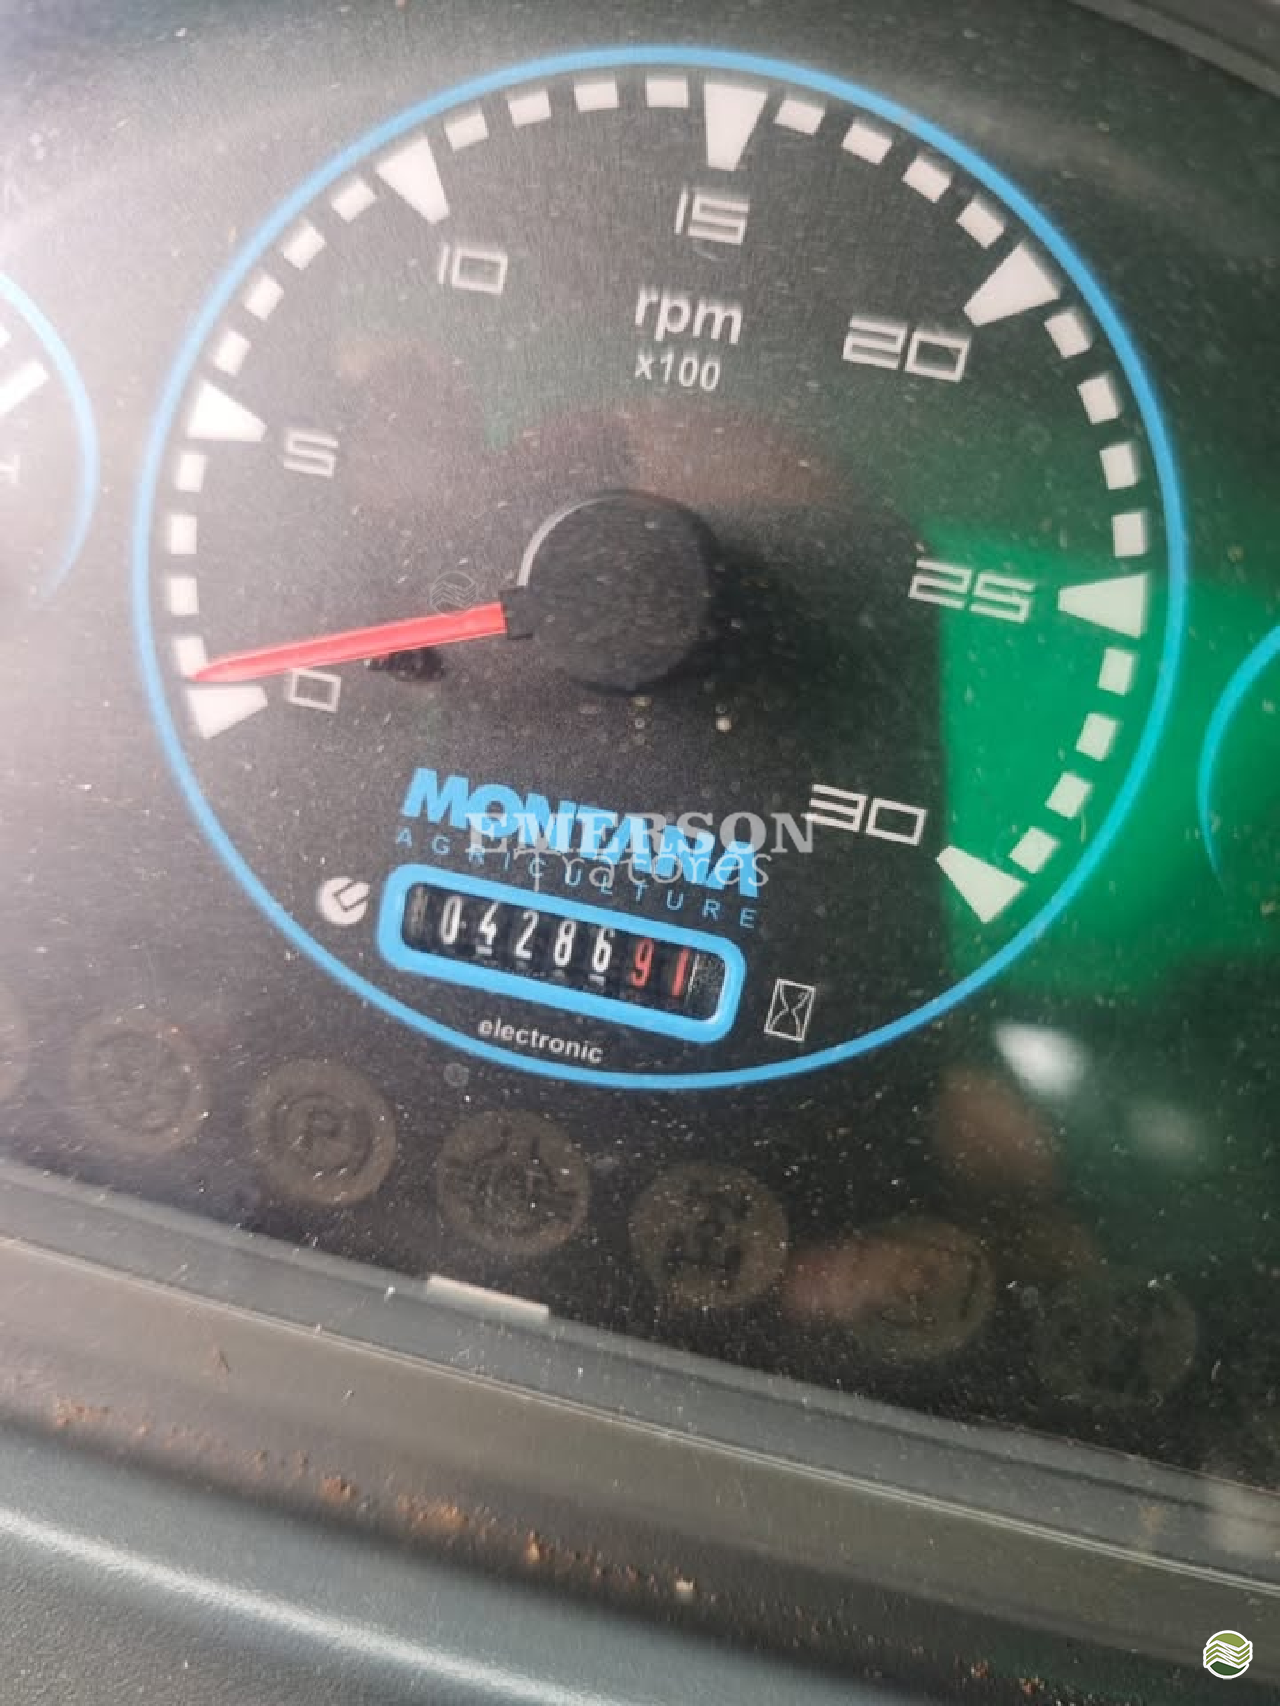 15
10
rpm
20
x100
5
25
0
30
MONTANA
EMERSON
AGRICULTURE
Tratores
0428691
electronic
P